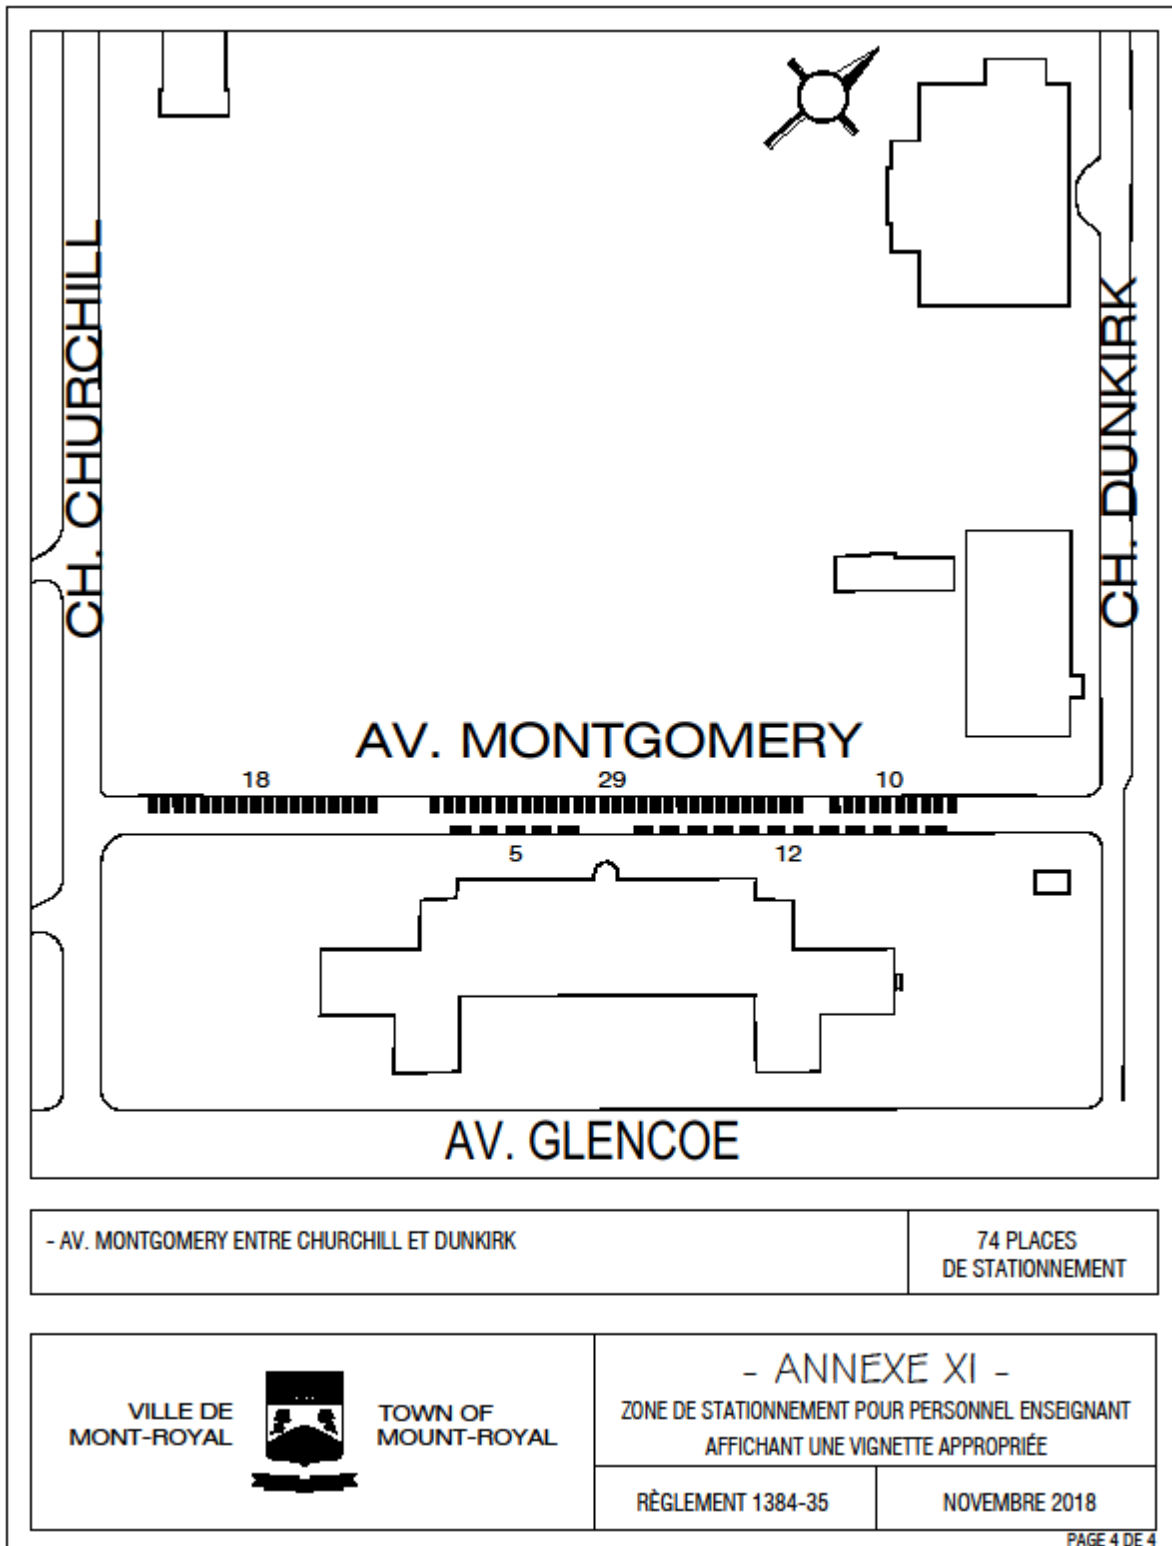 CH. CHURCHILL
CH. DUNKIRK
AV. MONTGOMERY
18 29 10
5 12
AV. GLENCOE
- AV. MONTGOMERY ENTRE CHURCHILL ET DUNKIRK
74 PLACES
DE STATIONNEMENT
VILLE DE
MONT-ROYAL
TOWN OF
MOUNT-ROYAL
- ANNEXE XI -
ZONE DE STATIONNEMENT POUR PERSONNEL ENSEIGNANT
AFFICHANT UNE VIGNETTE APPROPRIÉE
RÈGLEMENT 1384-35
NOVEMBRE 2018
PAGE 4 DE 4